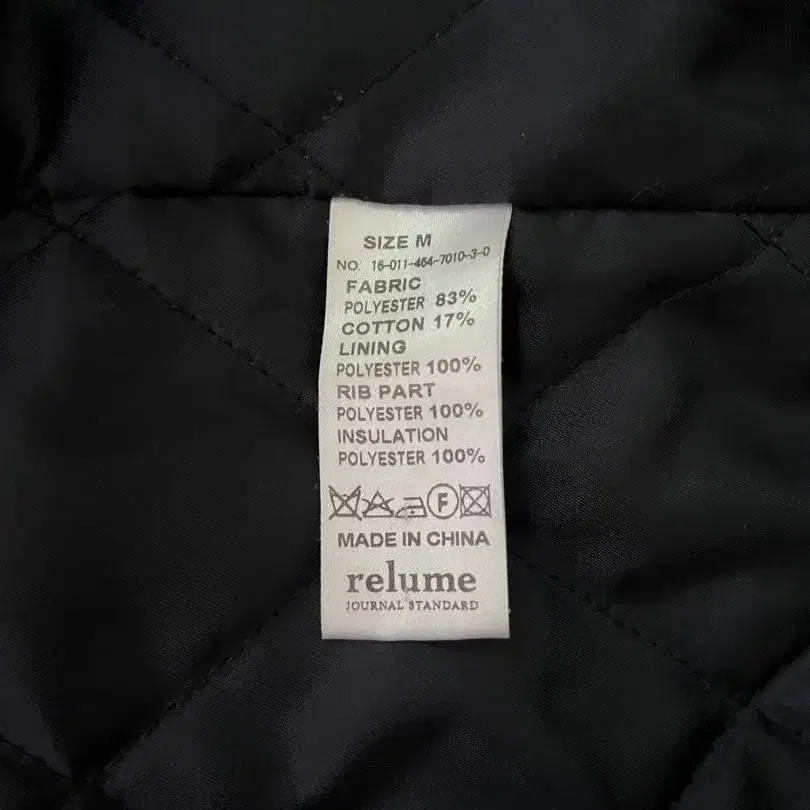 SIZE M
NO. 16-011-464-7010-3-0
FABRIC
POLYESTER 83%
COTTON 17%
LINING
POLYESTER 100%
RIB PART
POLYESTER 100%
INSULATION
POLYESTER 100%
F
MADE IN CHINA
relume
JOURNAL STANDARD